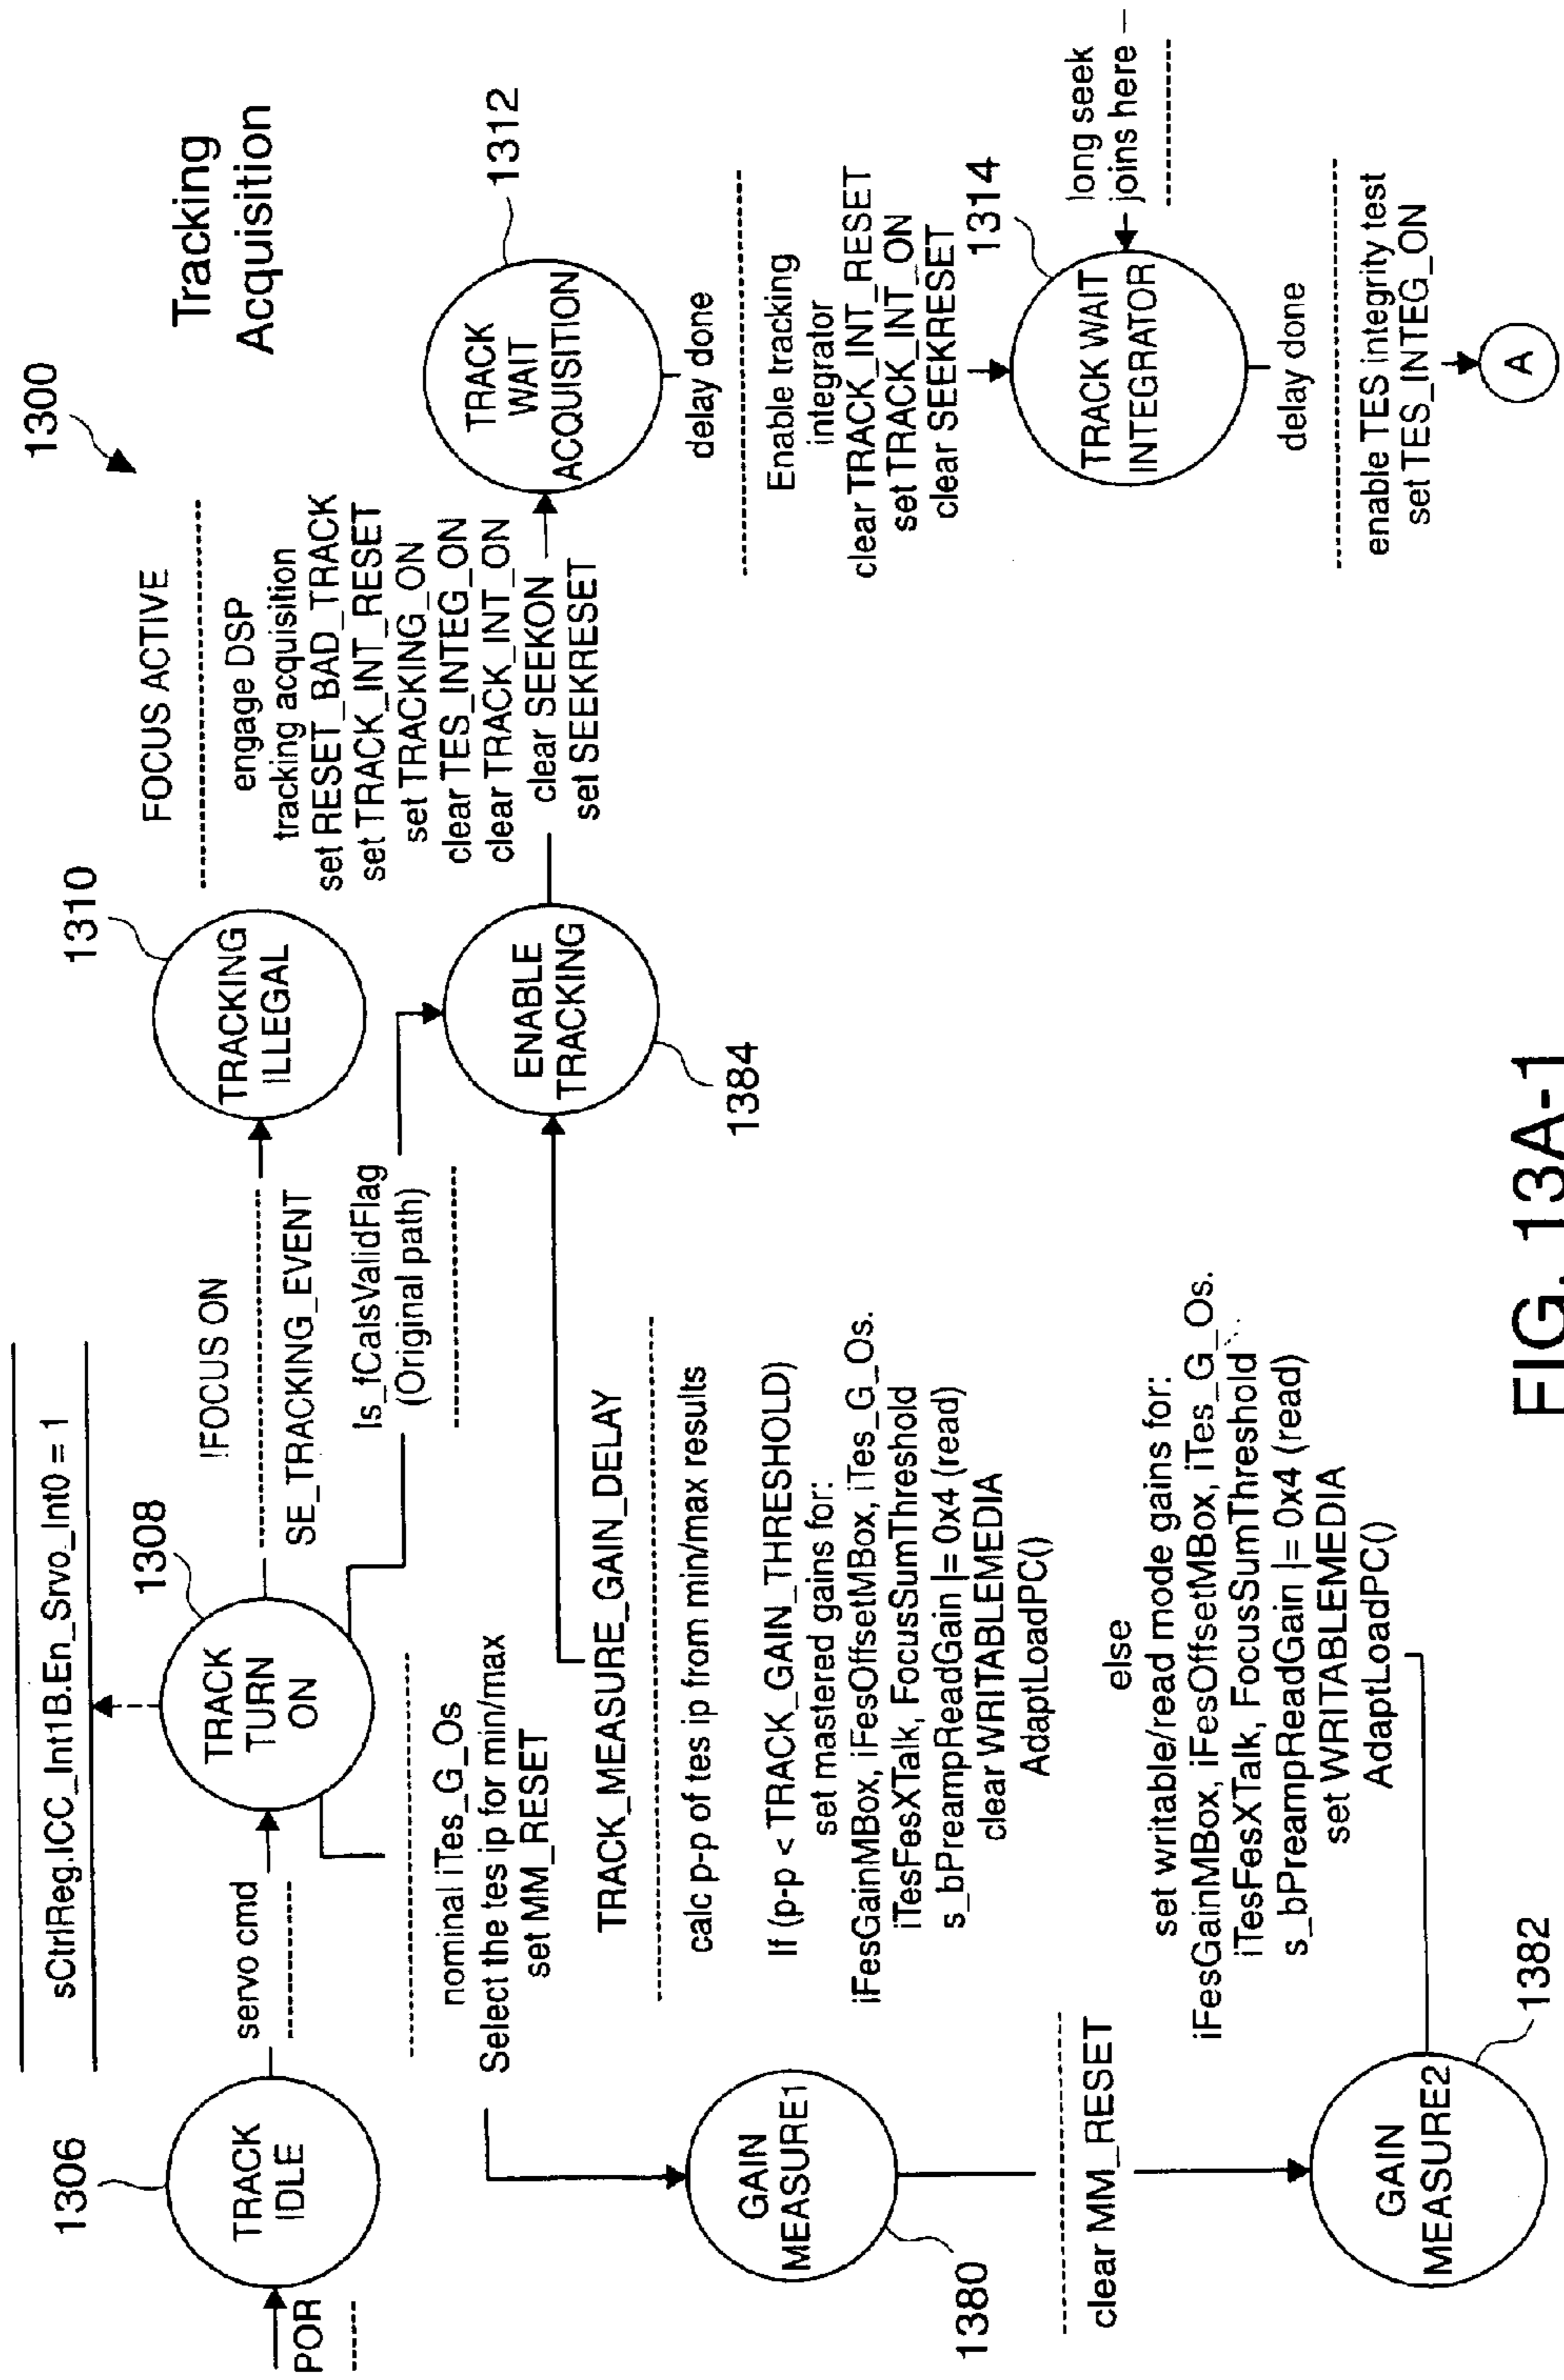 1300
Tracking
Acquisition
sCtrlReg.ICC_Int1B.En_Srvo_Int0 = 1
1306
POR
TRACK
IDLE
servo cmd
1308
TRACK
TURN
ON
!FOCUS ON
SE_TRACKING_EVENT
1310
TRACKING
ILLEGAL
Is_fCalsValidFlag
(Original path)
nominal iTes_G_Os
Select the tes ip for min/max
set MM_RESET
1380
GAIN
MEASURE1
clear MM_RESET
1382
GAIN
MEASURE2
TRACK_MEASURE_GAIN_DELAY
calc p-p of tes ip from min/max results
If (p-p < TRACK_GAIN_THRESHOLD)
set mastered gains for:
iFesGainMBox, iFesOffsetMBox, iTes_G_Os.
iTesFesXTalk, FocusSumThreshold
s_bPreampReadGain |= 0x4 (read)
clear WRITABLEMEDIA
AdaptLoadPC()
else
set writable/read mode gains for:
iFesGainMBox, iFesOffsetMBox, iTes_G_Os.
iTesFesXTalk, FocusSumThreshold
s_bPreampReadGain |= 0x4 (read)
set WRITABLEMEDIA
AdaptLoadPC()
1384
ENABLE
TRACKING
FOCUS ACTIVE
engage DSP
tracking acquisition
set RESET_BAD_TRACK
set TRACK_INT_RESET
set TRACKING_ON
clear TES_INTEG_ON
clear TRACK_INT_ON
clear SEEKON
set SEEKRESET
1312
TRACK
WAIT
ACQUISITION
delay done
Enable tracking
integrator
clear TRACK_INT_RESET
set TRACK_INT_ON
clear SEEKRESET
1314
TRACK WAIT
INTEGRATOR
long seek
joins here
delay done
enable TES integrity test
set TES_INTEG_ON
A
FIG. 13A-1